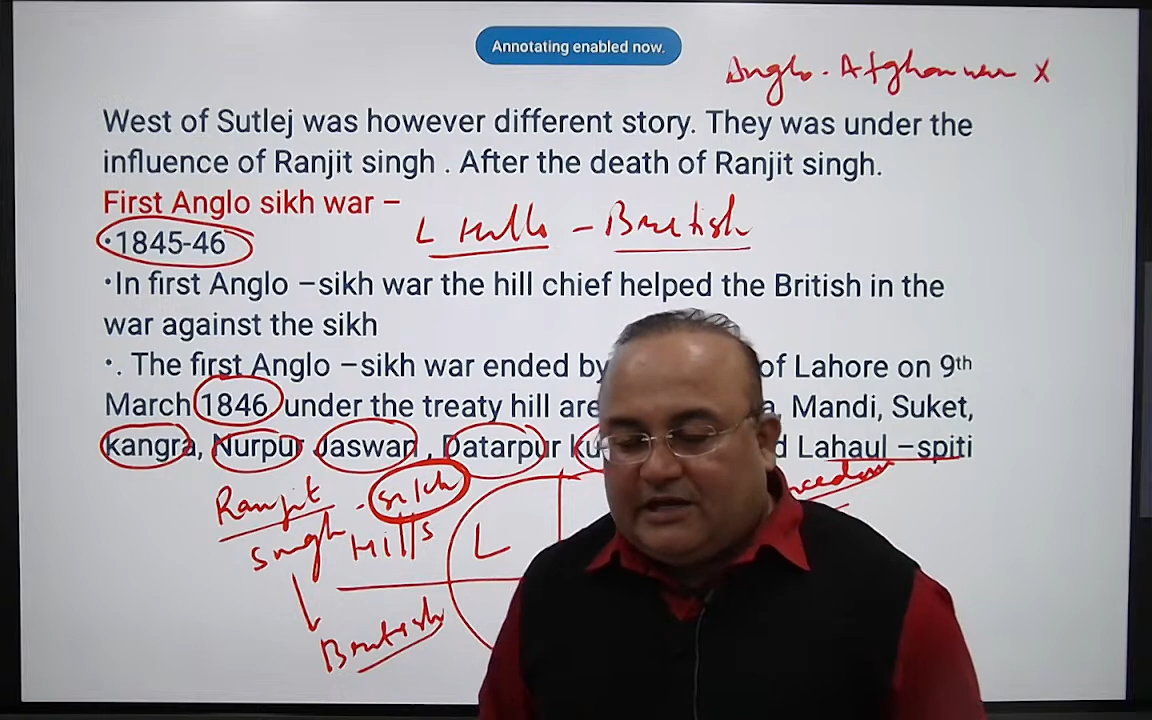 Annotating enabled now.
Anglo-Afghan war X
West of Sutlej was however different story. They was under the
influence of Ranjit singh . After the death of Ranjit singh.
First Anglo sikh war –
L Hills - British
•1845-46
•In first Anglo –sikh war the hill chief helped the British in the
war against the sikh
•. The first Anglo –sikh war ended by of Lahore on 9th
March 1846 under the treaty hill are a, Mandi, Suket,
kangra, Nurpur Jaswan , Datarpur ku d Lahaul –spiti
Ranjit - sikh
Singh Hills L
British